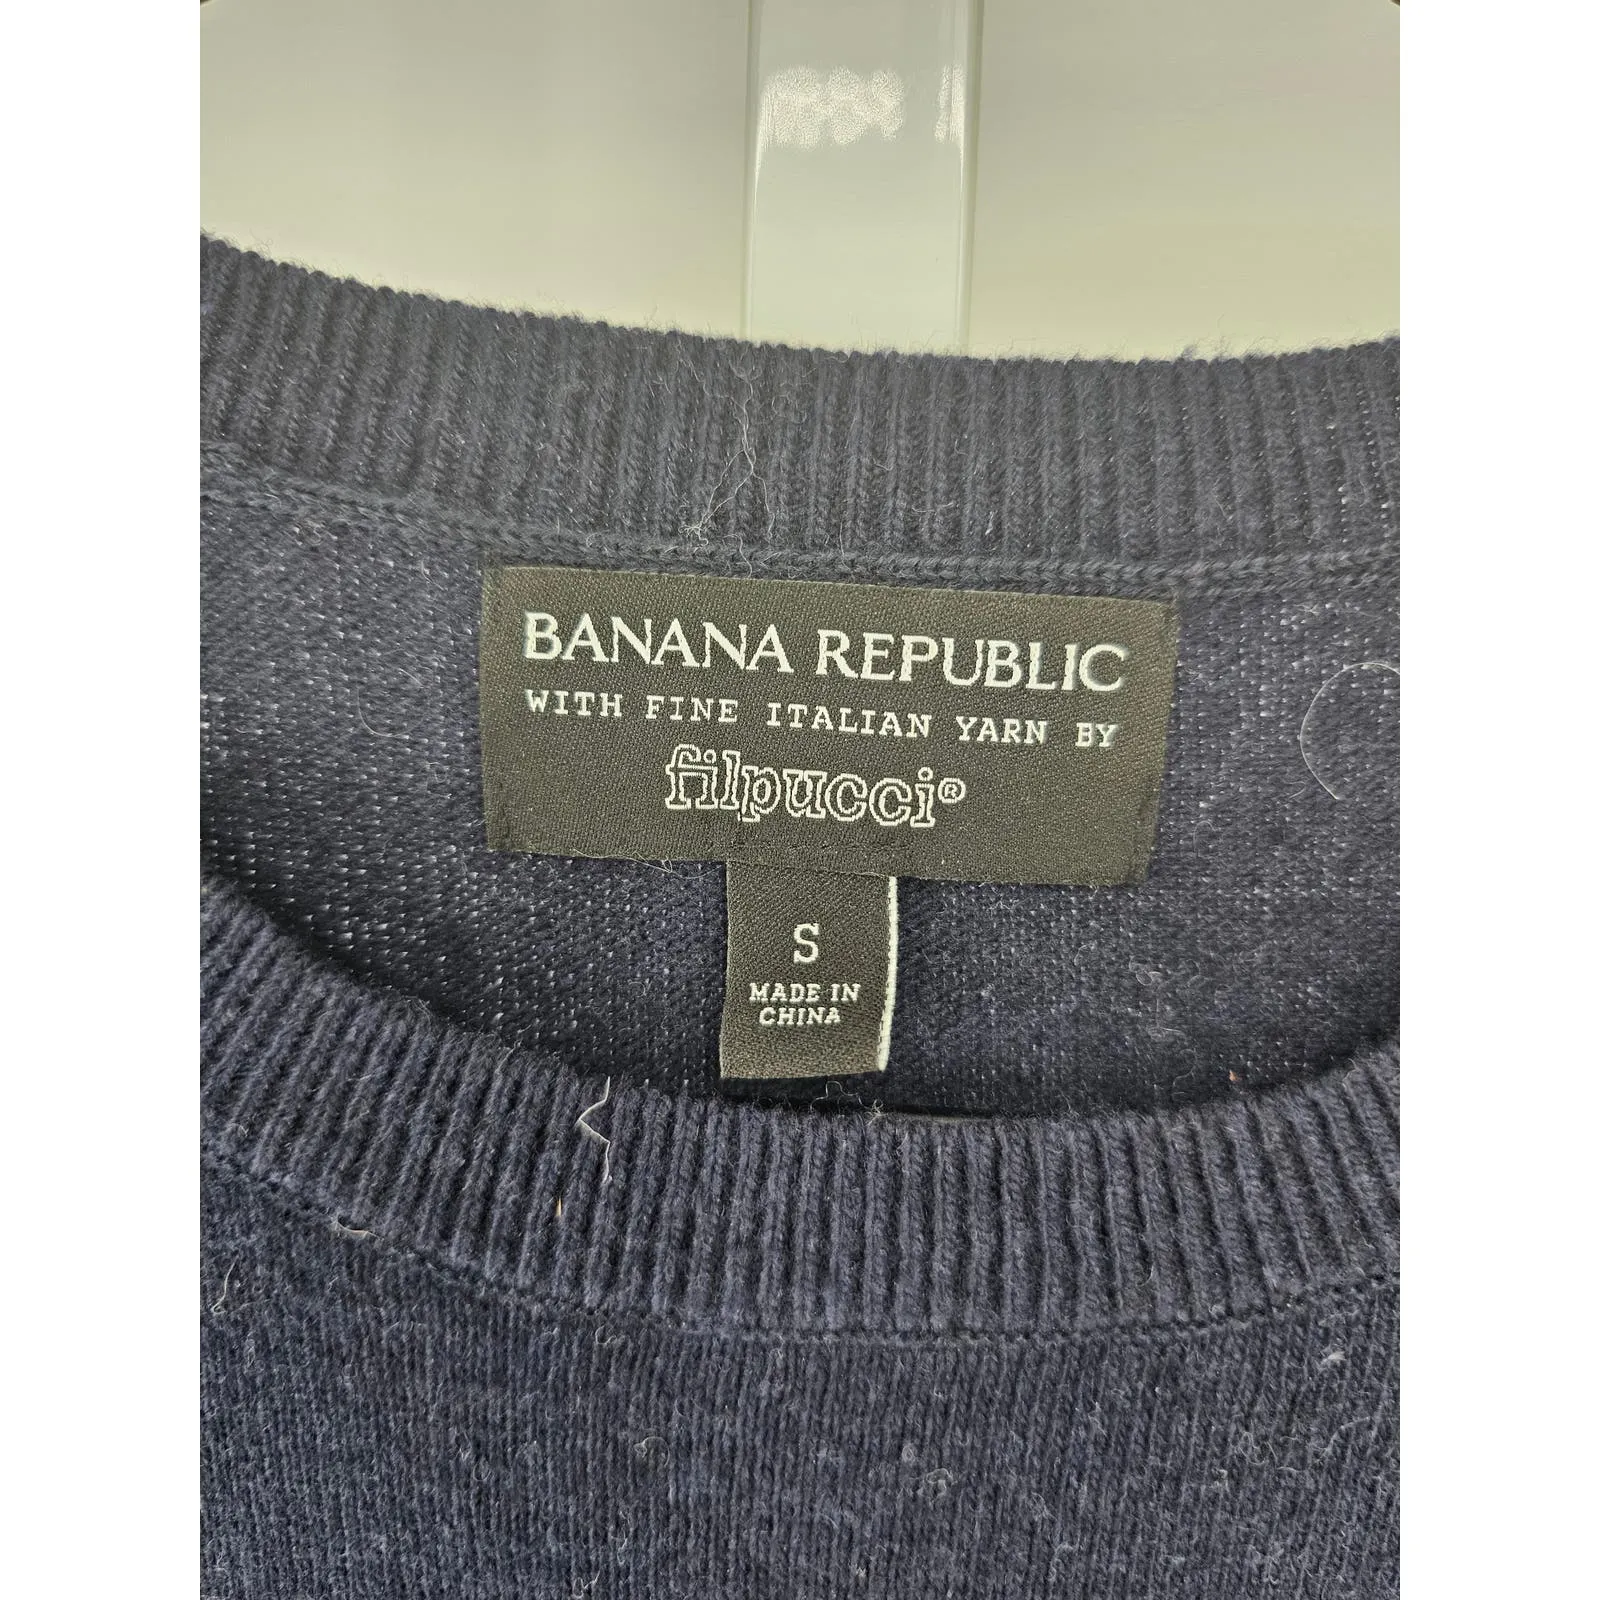 BANANA REPUBLIC
WITH FINE ITALIAN YARN BY
filpucci®
S
MADE IN
CHINA